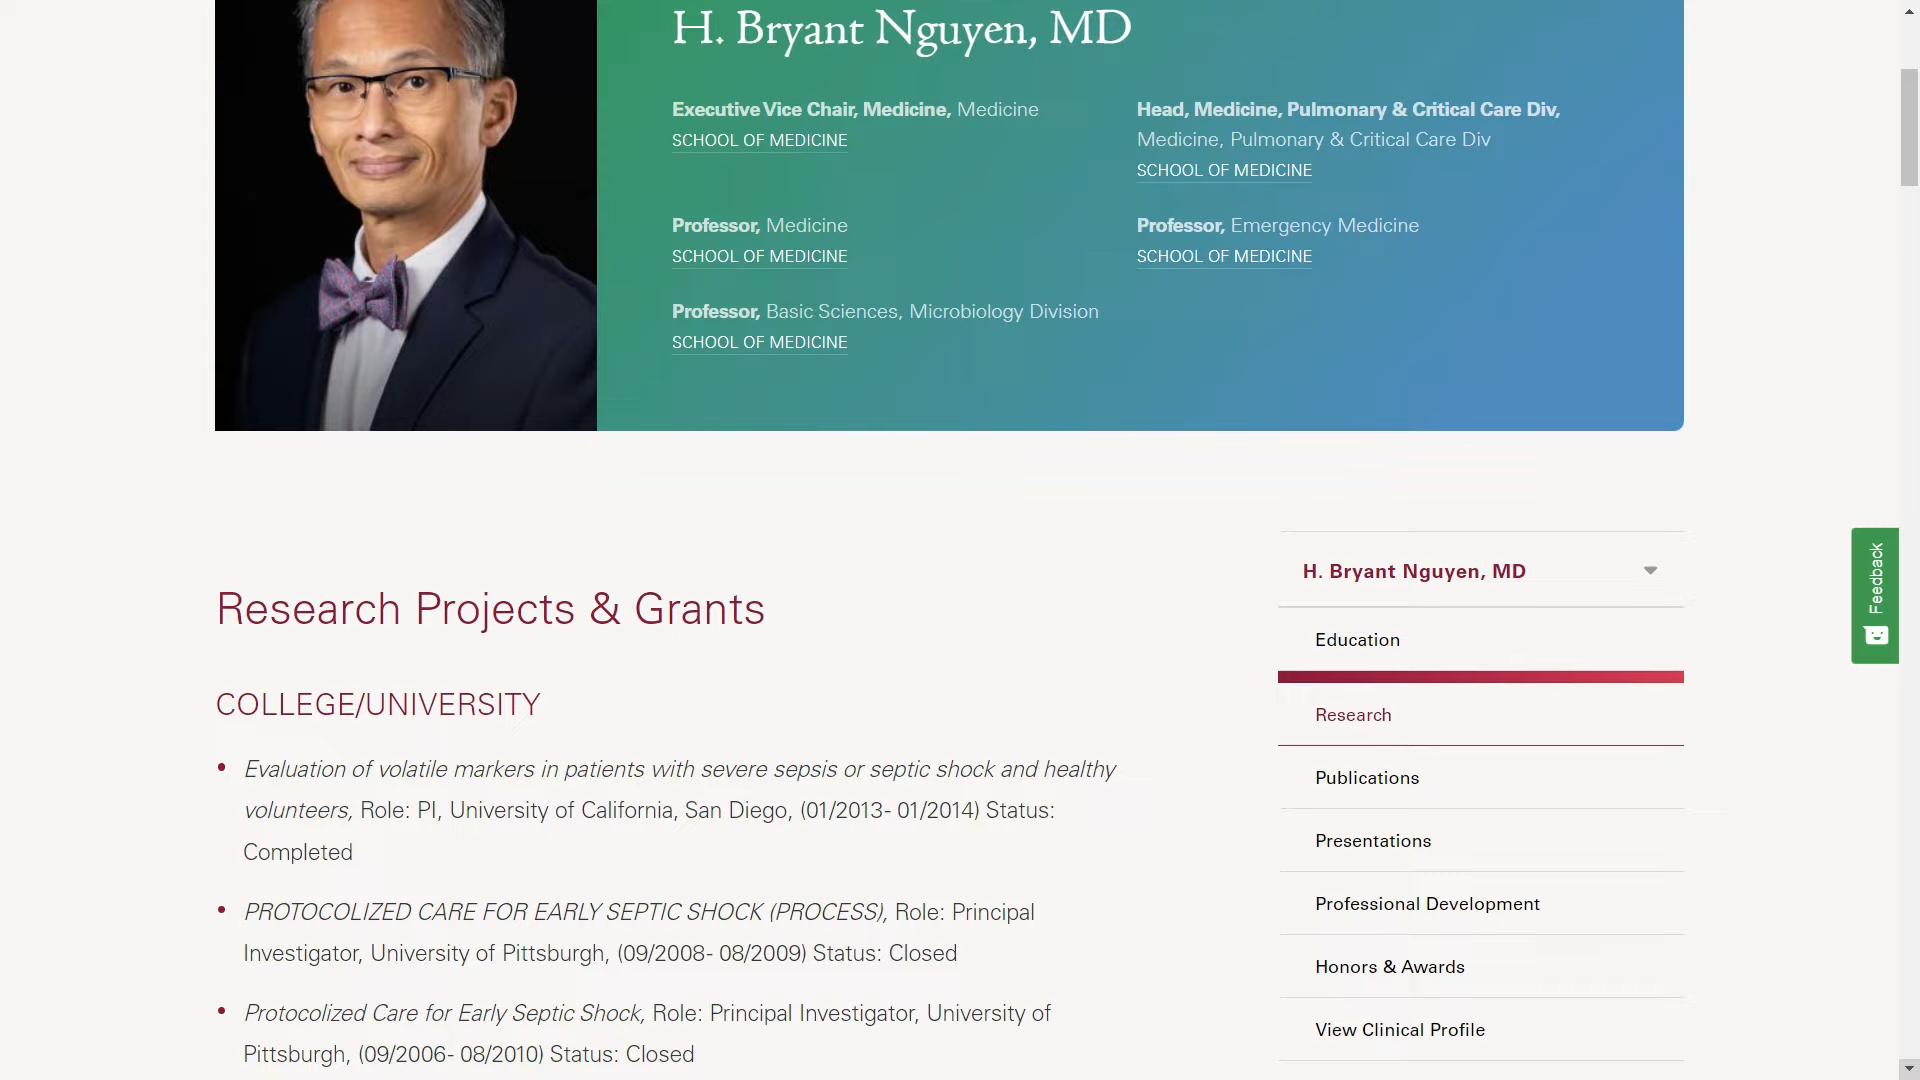 H. Bryant Nguyen, MD
Executive Vice Chair, Medicine, Medicine
SCHOOL OF MEDICINE
Head, Medicine, Pulmonary & Critical Care Div,
Medicine, Pulmonary & Critical Care Div
SCHOOL OF MEDICINE
Professor, Medicine
SCHOOL OF MEDICINE
Professor, Emergency Medicine
SCHOOL OF MEDICINE
Professor, Basic Sciences, Microbiology Division
SCHOOL OF MEDICINE
Research Projects & Grants
COLLEGE/UNIVERSITY
Evaluation of volatile markers in patients with severe sepsis or septic shock and healthy
volunteers, Role: PI, University of California, San Diego, (01/2013- 01/2014) Status:
Completed
PROTOCOLIZED CARE FOR EARLY SEPTIC SHOCK (PROCESS), Role: Principal
Investigator, University of Pittsburgh, (09/2008- 08/2009) Status: Closed
Protocolized Care for Early Septic Shock, Role: Principal Investigator, University of
Pittsburgh, (09/2006- 08/2010) Status: Closed
H. Bryant Nguyen, MD
Education
Research
Publications
Presentations
Professional Development
Honors & Awards
View Clinical Profile
Feedback